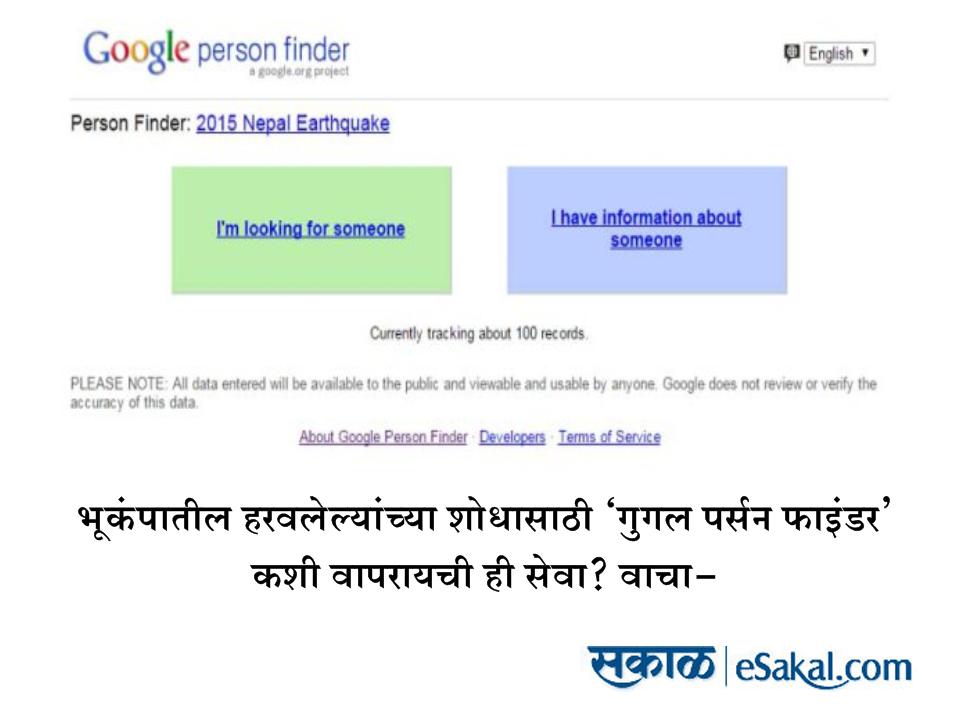 Google person finder
a google.org project
English
Person Finder: 2015 Nepal Earthquake
I'm looking for someone
I have information about
someone
Currently tracking about 100 records.
PLEASE NOTE: All data entered will be available to the public and viewable and usable by anyone. Google does not review or verify the
accuracy of this data.
About Google Person Finder · Developers · Terms of Service
भूकंपातील हरवलेल्यांच्या शोधासाठी ‘गुगल पर्सन फाइंडर’
कशी वापरायची ही सेवा? वाचा-
सकाळ | eSakal.com